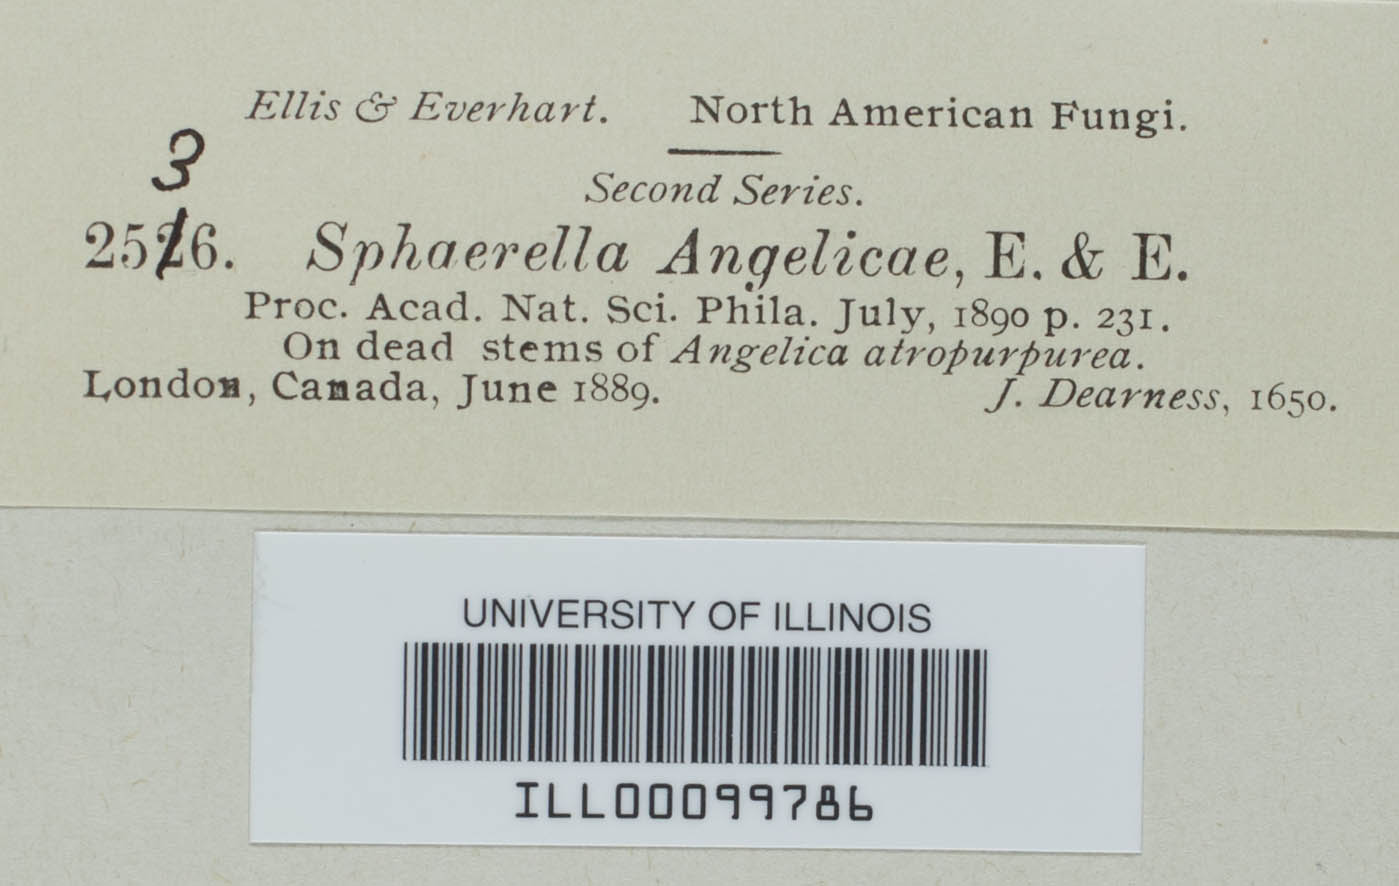 Ellis & Everhart. North American Fungi.
3
Second Series.
2526. Sphaerella Angelicae, E. & E.
Proc. Acad. Nat. Sci. Phila. July, 1890 p. 231.
On dead stems of Angelica atropurpurea.
London, Canada, June 1889. J. Dearness, 1650.
UNIVERSITY OF ILLINOIS
ILL00099786